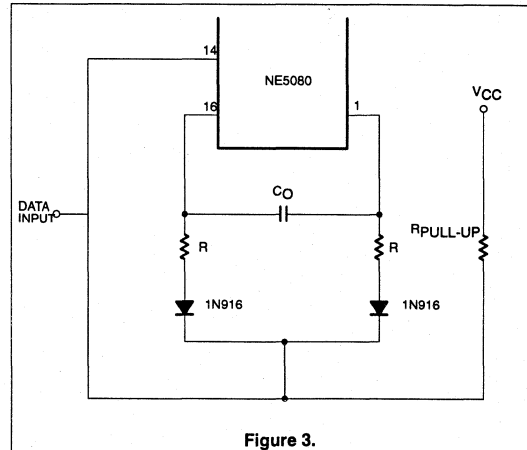 14
NE5080
16
1
VCC
CO
DATA
INPUT
R
R
RPULL-UP
1N916
1N916
Figure 3.